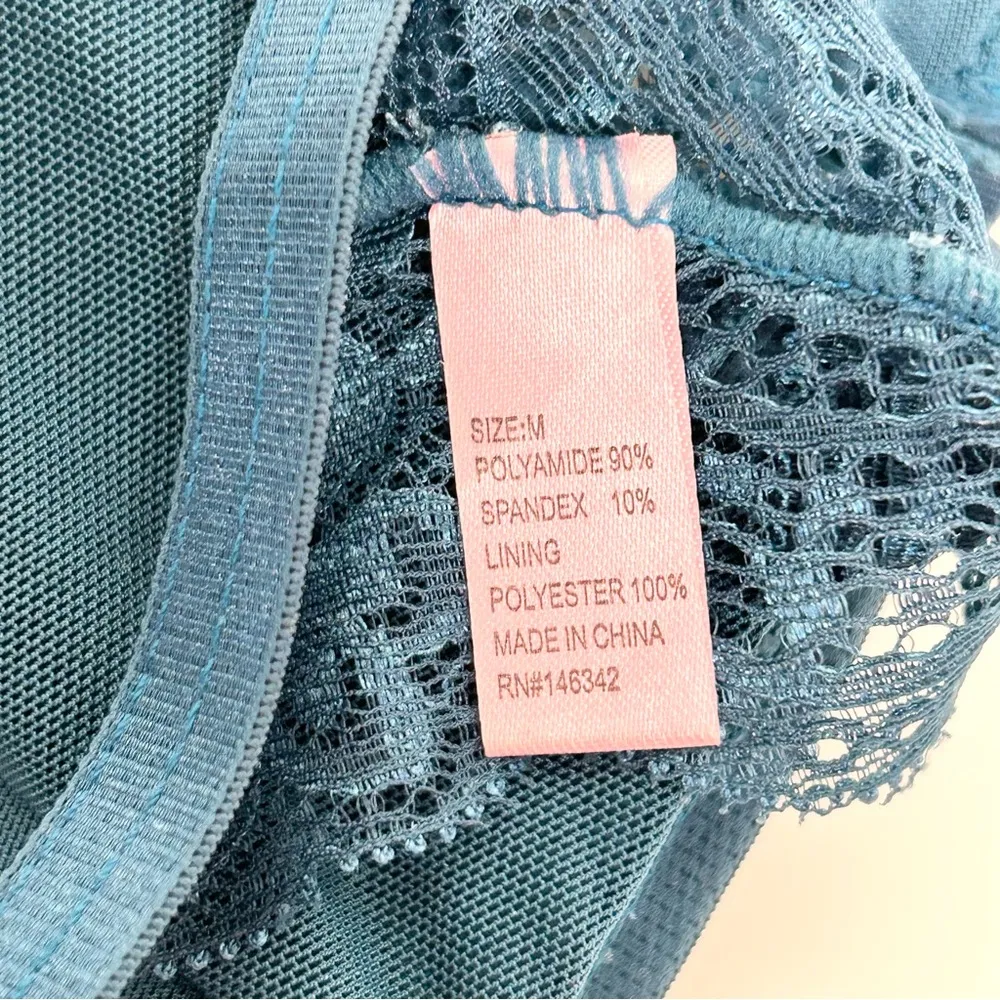 SIZE:M
POLYAMIDE 90%
SPANDEX 10%
LINING
POLYESTER 100%
MADE IN CHINA
RN#146342